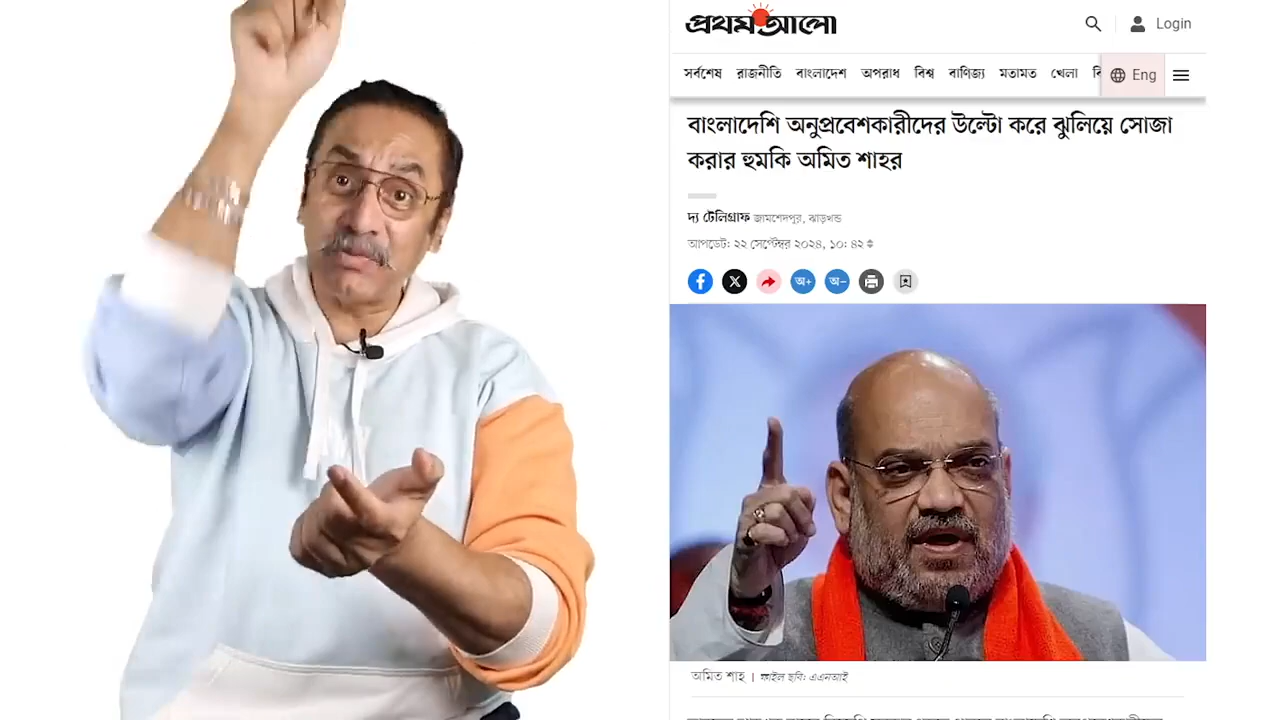 প্রথম আলো
Login
সর্বশেষ রাজনীতি বাংলাদেশ অপরাধ বিশ্ব বাণিজ্য মতামত খেলা
Eng
বাংলাদেশি অনুপ্রবেশকারীদের উল্টো করে ঝুলিয়ে সোজা
করার হুমকি অমিত শাহর
দ্য টেলিগ্রাফ জামশেদপুর, ঝাড়খন্ড
আপডেট: ২২ সেপ্টেম্বর ২০২৪, ১০: ৪২
অ+ অ-
অমিত শাহ । ফাইল ছবি: এএনআই